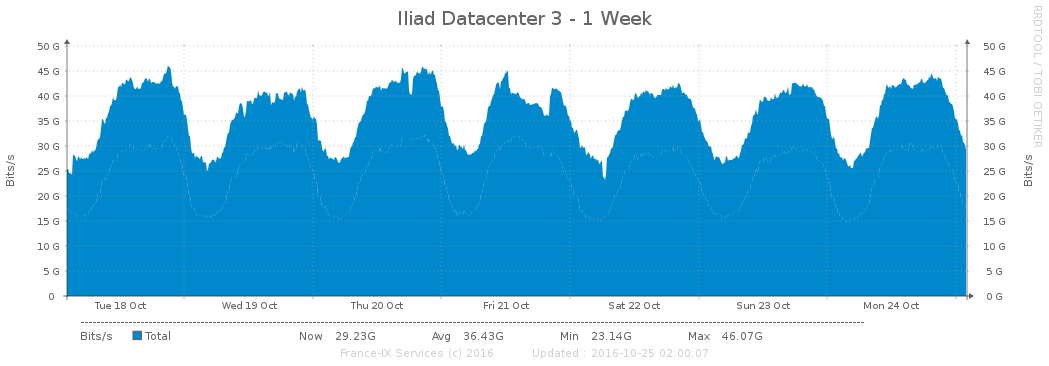 Iliad Datacenter 3 - 1 Week
RRDTOOL / TOBI OETIKER
Bits/s
50 G
45 G
40 G
35 G
30 G
25 G
20 G
15 G
10 G
5 G
0
50 G
45 G
40 G
35 G
30 G
25 G
20 G
15 G
10 G
5 G
0 G
Bits/s
Tue 18 Oct Wed 19 Oct Thu 20 Oct Fri 21 Oct Sat 22 Oct Sun 23 Oct Mon 24 Oct
Bits/s Total Now 29.23G Avg 36.43G Min 23.14G Max 46.07G
France-IX Services (c) 2016 Updated : 2016-10-25 02:00:07